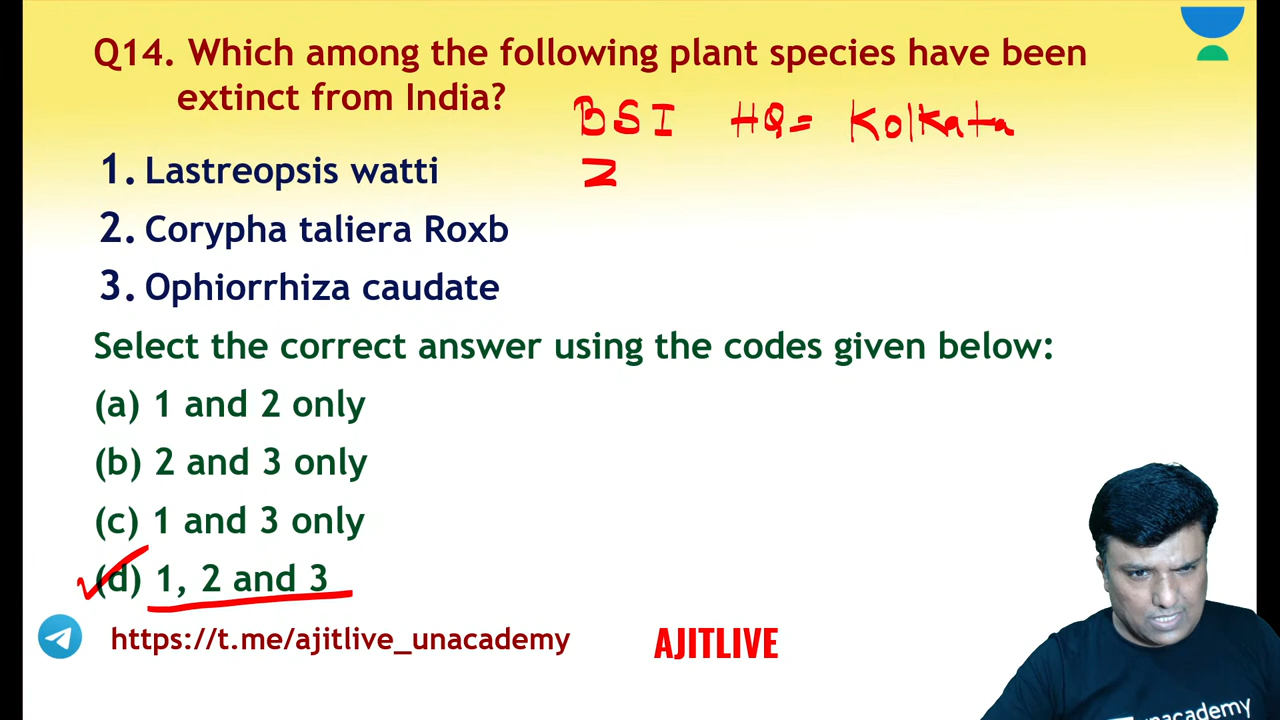 Q14. Which among the following plant species have been
extinct from India?
BSI HQ= Kolkata
1. Lastreopsis watti
2. Corypha taliera Roxb
3. Ophiorrhiza caudate
Select the correct answer using the codes given below:
(a) 1 and 2 only
(b) 2 and 3 only
(c) 1 and 3 only
(d) 1, 2 and 3
https://t.me/ajitlive_unacademy
AJITLIVE
unacademy